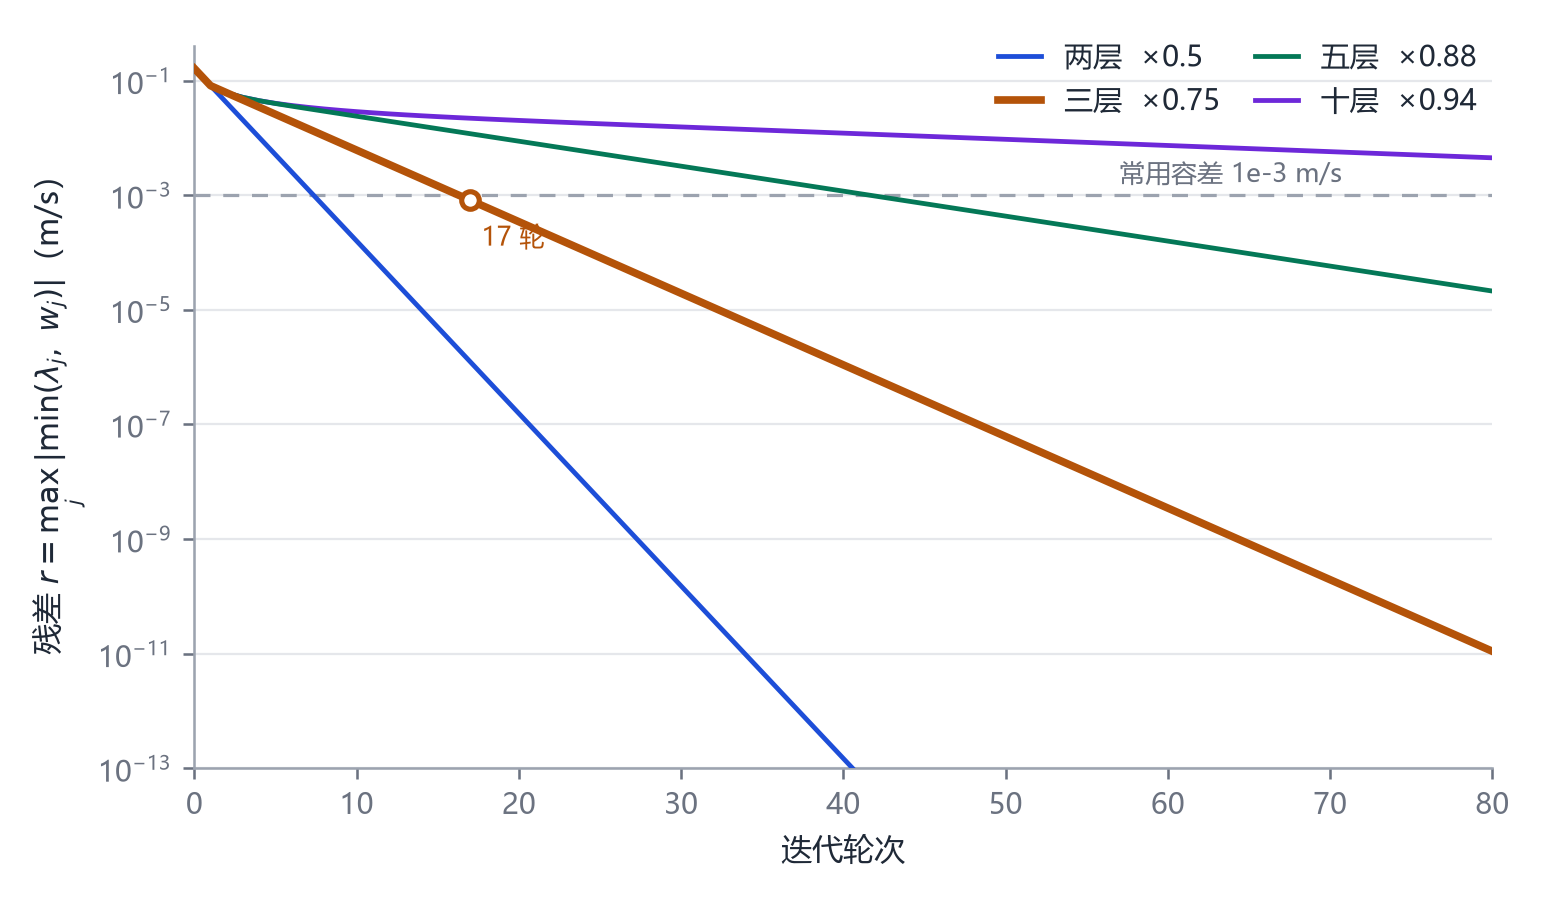 两层 ×0.5
三层 ×0.75
五层 ×0.88
十层 ×0.94
常用容差 1e-3 m/s
17 轮
残差 r = max_j |min(λ_j, w_j)| (m/s)
10⁻¹
10⁻³
10⁻⁵
10⁻⁷
10⁻⁹
10⁻¹¹
10⁻¹³
0 10 20 30 40 50 60 70 80
迭代轮次